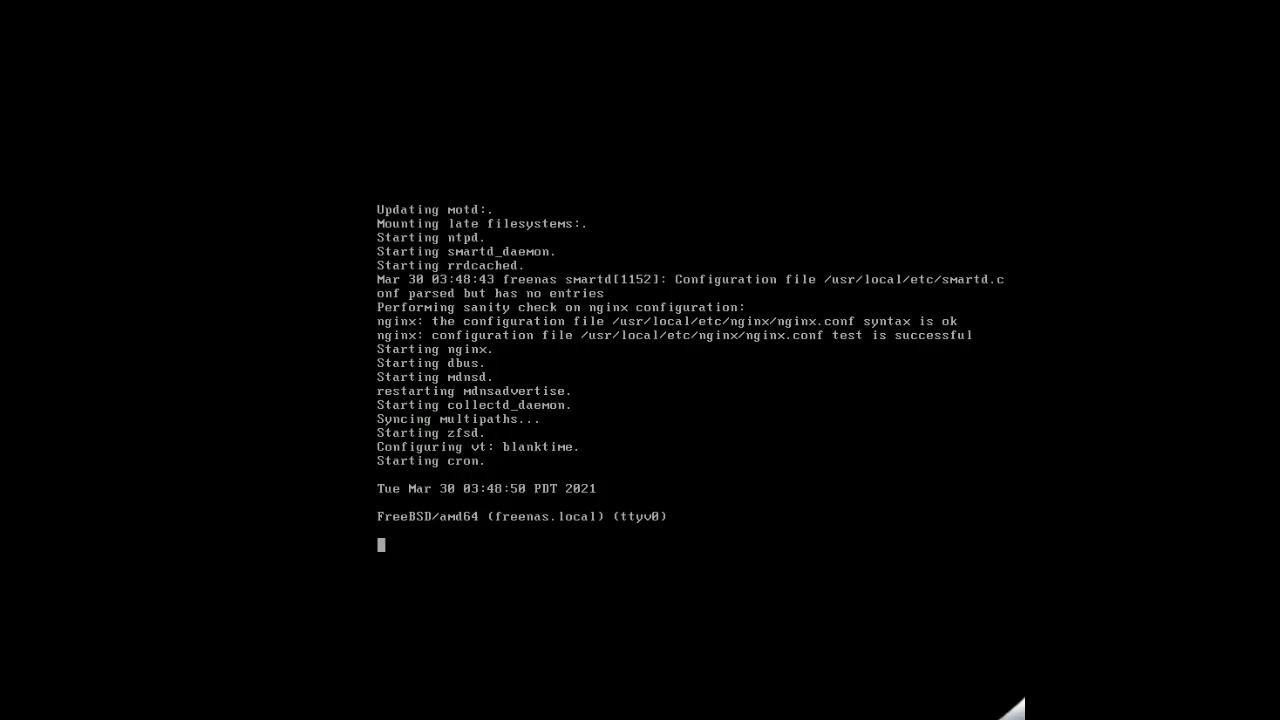 Updating motd:.
Mounting late filesystems:.
Starting ntpd.
Starting smartd_daemon.
Starting rrdcached.
Mar 30 03:48:43 freenas smartd[1152]: Configuration file /usr/local/etc/smartd.c
onf parsed but has no entries
Performing sanity check on nginx configuration:
nginx: the configuration file /usr/local/etc/nginx/nginx.conf syntax is ok
nginx: configuration file /usr/local/etc/nginx/nginx.conf test is successful
Starting nginx.
Starting dbus.
Starting mdnsd.
restarting mdnsadvertise.
Starting collectd_daemon.
Syncing multipaths...
Starting zfsd.
Configuring vt: blanktime.
Starting cron.
Tue Mar 30 03:48:50 PDT 2021
FreeBSD/amd64 (freenas.local) (ttyv0)